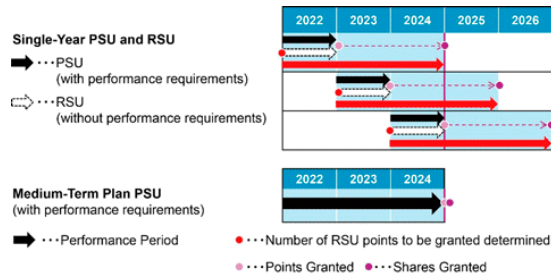 2022 2023 2024 2025 2026
Single-Year PSU and RSU
···PSU
(with performance requirements)
···RSU
(without performance requirements)
2022 2023 2024
Medium-Term Plan PSU
(with performance requirements)
···Performance Period
···Number of RSU points to be granted determined
···Points Granted
···Shares Granted